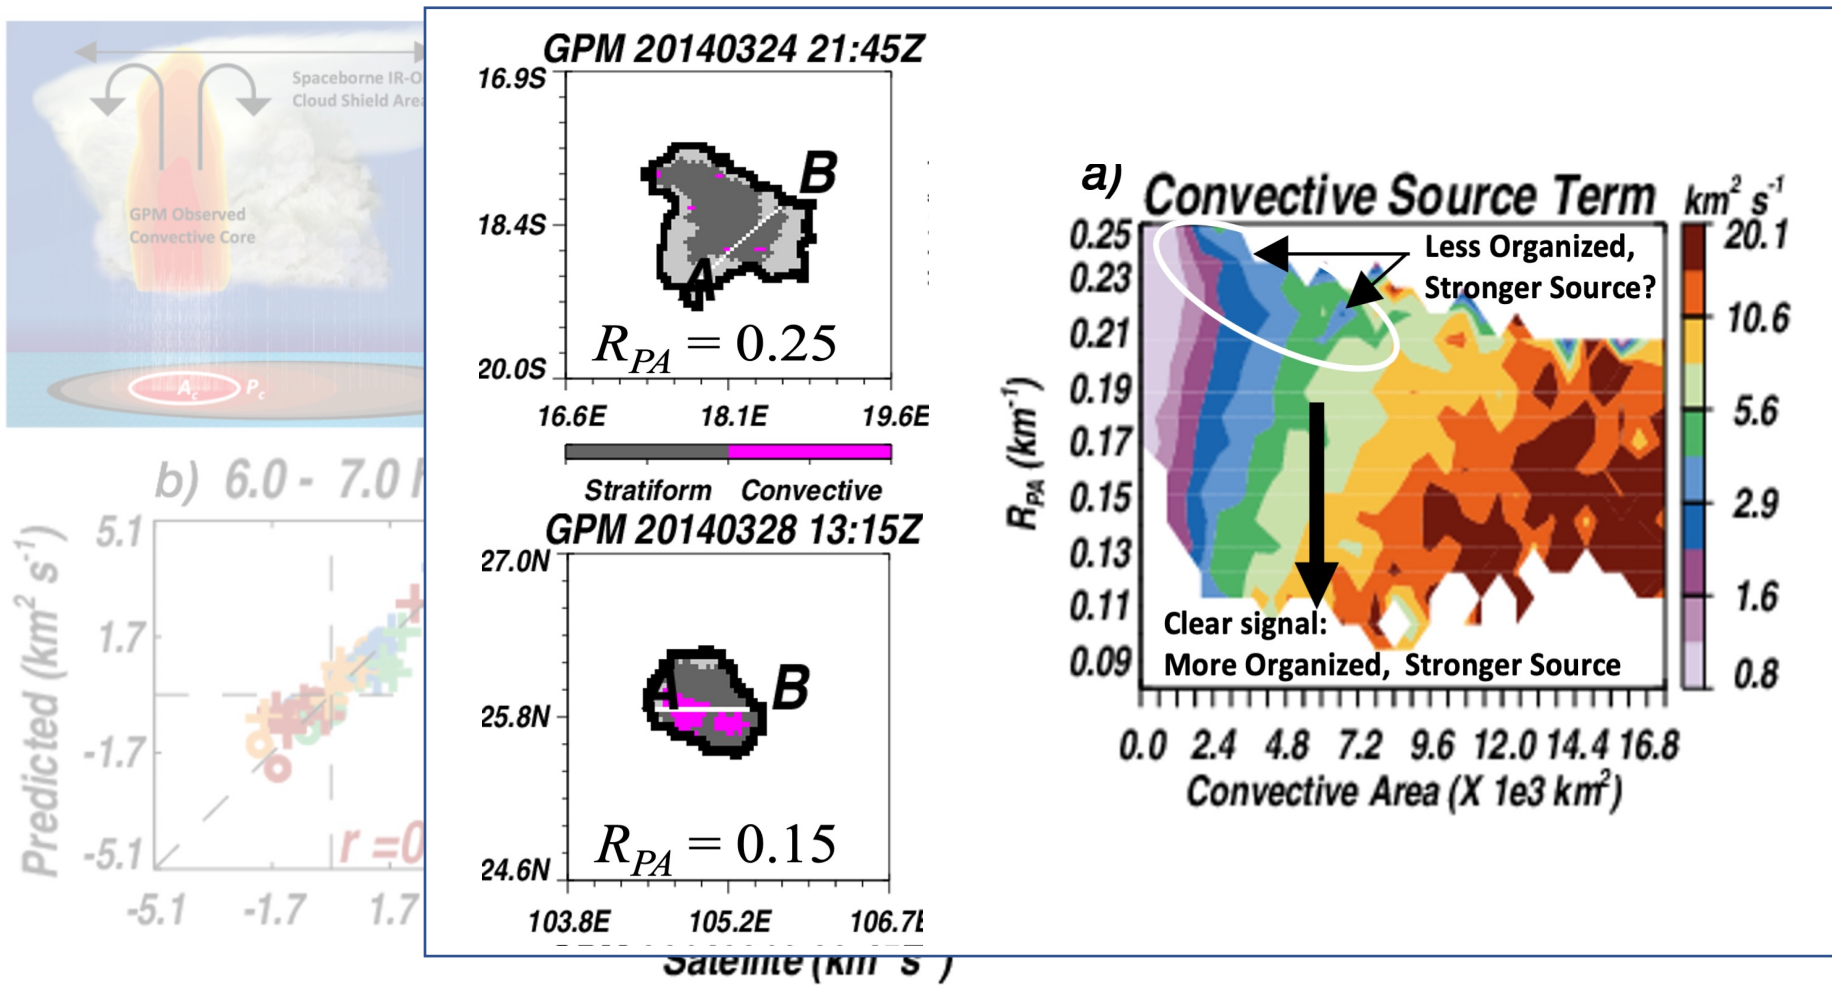 Spaceborne IR-O
Cloud Shield Area
GPM Observed
Convective Core
Ac Pc
b) 6.0 - 7.0 h
Predicted (km² s⁻¹)
5.1
1.7
-1.7
-5.1
r =0
-5.1 -1.7 1.7
Satellite (km² s⁻¹)
GPM 20140324 21:45Z
16.9S
18.4S
20.0S
A
B
R_PA = 0.25
16.6E 18.1E 19.6E
Stratiform Convective
GPM 20140328 13:15Z
27.0N
25.8N
24.6N
A
B
R_PA = 0.15
103.8E 105.2E 106.7E
a) Convective Source Term
km² s⁻¹
R_PA (km⁻¹)
0.25
0.23
0.21
0.19
0.17
0.15
0.13
0.11
0.09
Less Organized,
Stronger Source?
Clear signal:
More Organized, Stronger Source
0.0 2.4 4.8 7.2 9.6 12.0 14.4 16.8
Convective Area (X 1e3 km²)
20.1
10.6
5.6
2.9
1.6
0.8